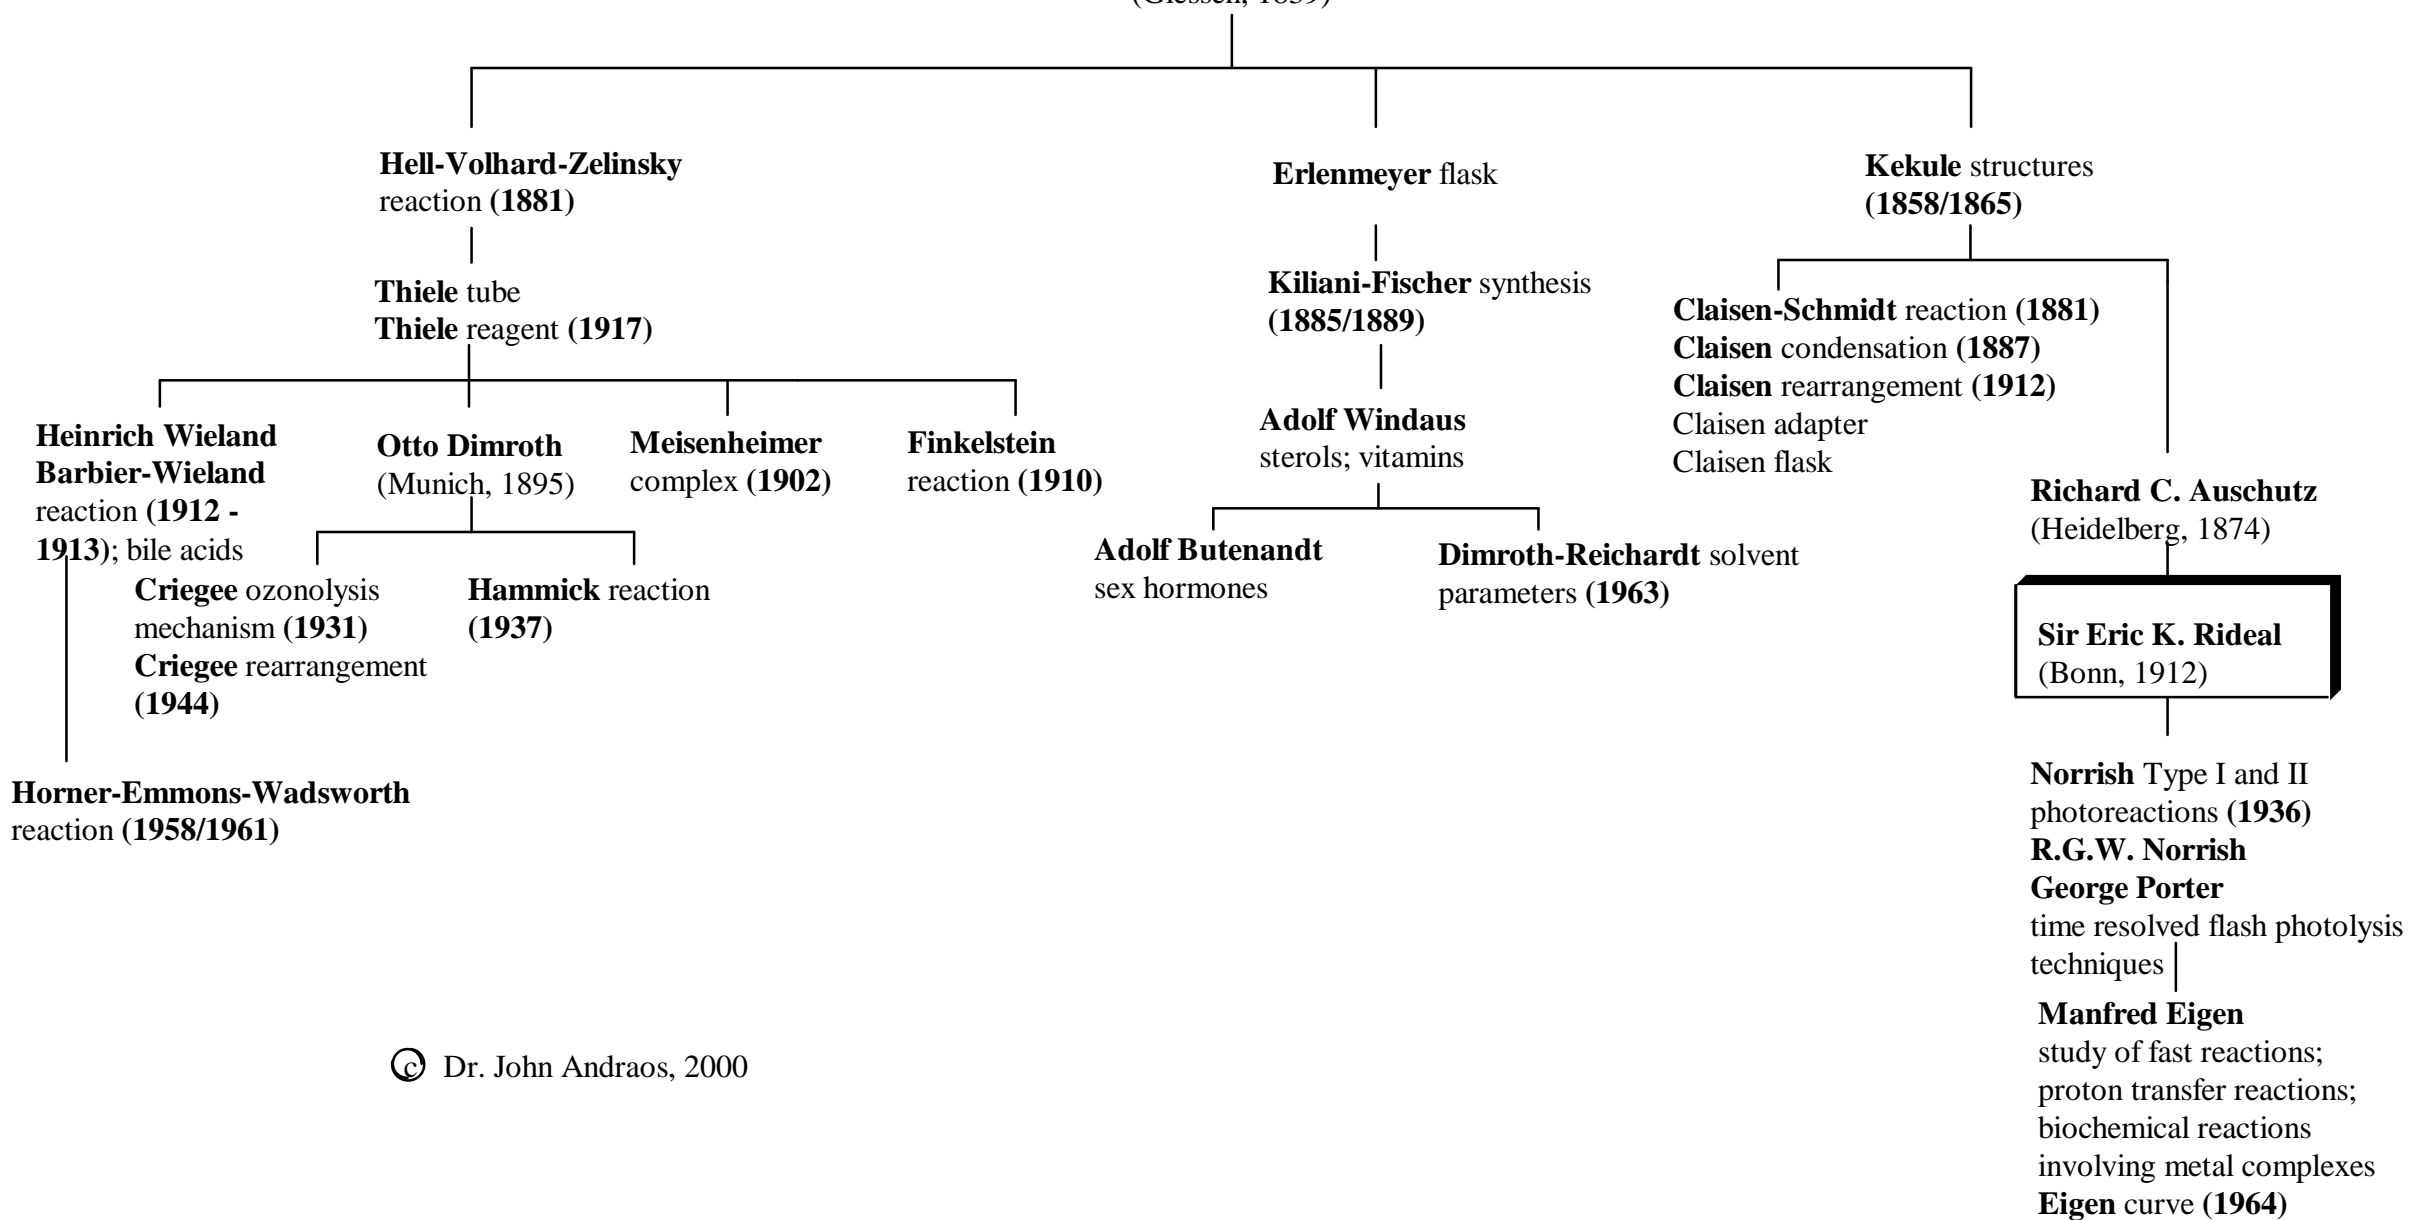 (Giessen, 1859)
Hell-Volhard-Zelinsky
reaction (1881)
Erlenmeyer flask
Kekule structures
(1858/1865)
Thiele tube
Thiele reagent (1917)
Kiliani-Fischer synthesis
(1885/1889)
Claisen-Schmidt reaction (1881)
Claisen condensation (1887)
Claisen rearrangement (1912)
Claisen adapter
Claisen flask
Heinrich Wieland
Barbier-Wieland
reaction (1912 -
1913); bile acids
Otto Dimroth
(Munich, 1895)
Meisenheimer
complex (1902)
Finkelstein
reaction (1910)
Adolf Windaus
sterols; vitamins
Richard C. Auschutz
(Heidelberg, 1874)
Criegee ozonolysis
mechanism (1931)
Criegee rearrangement
(1944)
Hammick reaction
(1937)
Adolf Butenandt
sex hormones
Dimroth-Reichardt solvent
parameters (1963)
Sir Eric K. Rideal
(Bonn, 1912)
Horner-Emmons-Wadsworth
reaction (1958/1961)
Norrish Type I and II
photoreactions (1936)
R.G.W. Norrish
George Porter
time resolved flash photolysis
techniques
Manfred Eigen
study of fast reactions;
proton transfer reactions;
biochemical reactions
involving metal complexes
Eigen curve (1964)
© Dr. John Andraos, 2000